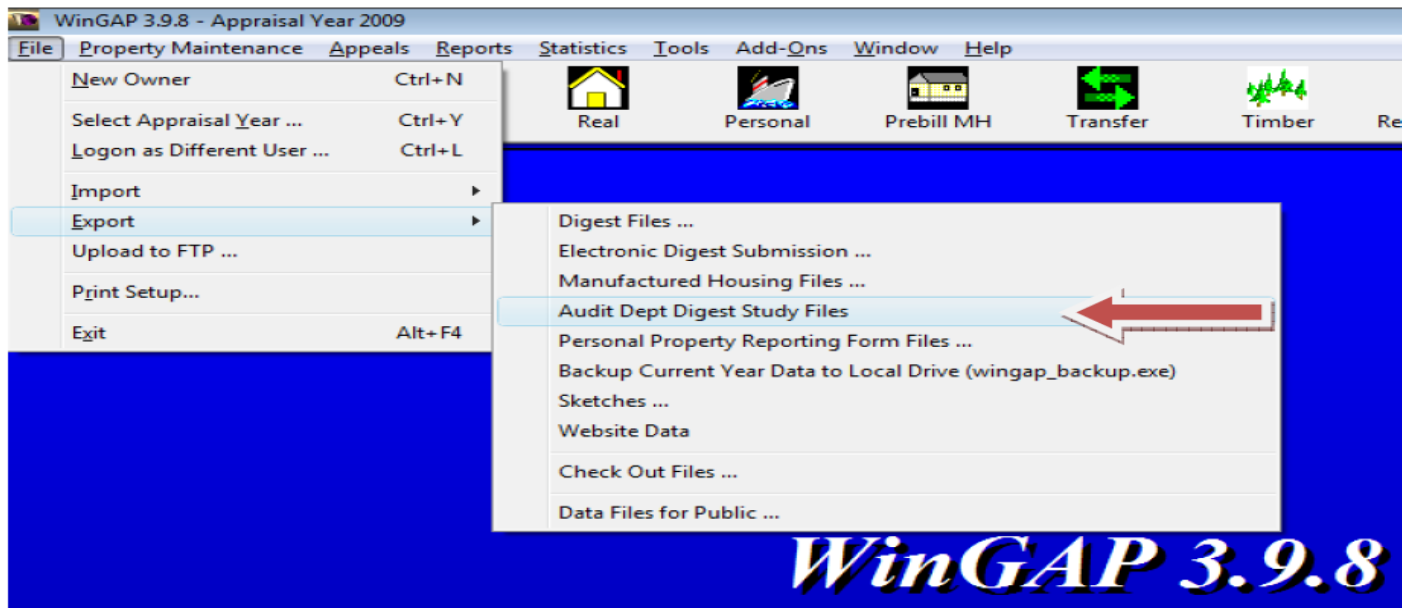 WinGAP 3.9.8 - Appraisal Year 2009
File Property Maintenance Appeals Reports Statistics Tools Add-Ons Window Help
Real Personal Prebill MH Transfer Timber Re
New Owner Ctrl+N
Select Appraisal Year ... Ctrl+Y
Logon as Different User ... Ctrl+L
Import
Export
Upload to FTP ...
Print Setup...
Exit Alt+F4
Digest Files ...
Electronic Digest Submission ...
Manufactured Housing Files ...
Audit Dept Digest Study Files
Personal Property Reporting Form Files ...
Backup Current Year Data to Local Drive (wingap_backup.exe)
Sketches ...
Website Data
Check Out Files ...
Data Files for Public ...
WinGAP 3.9.8